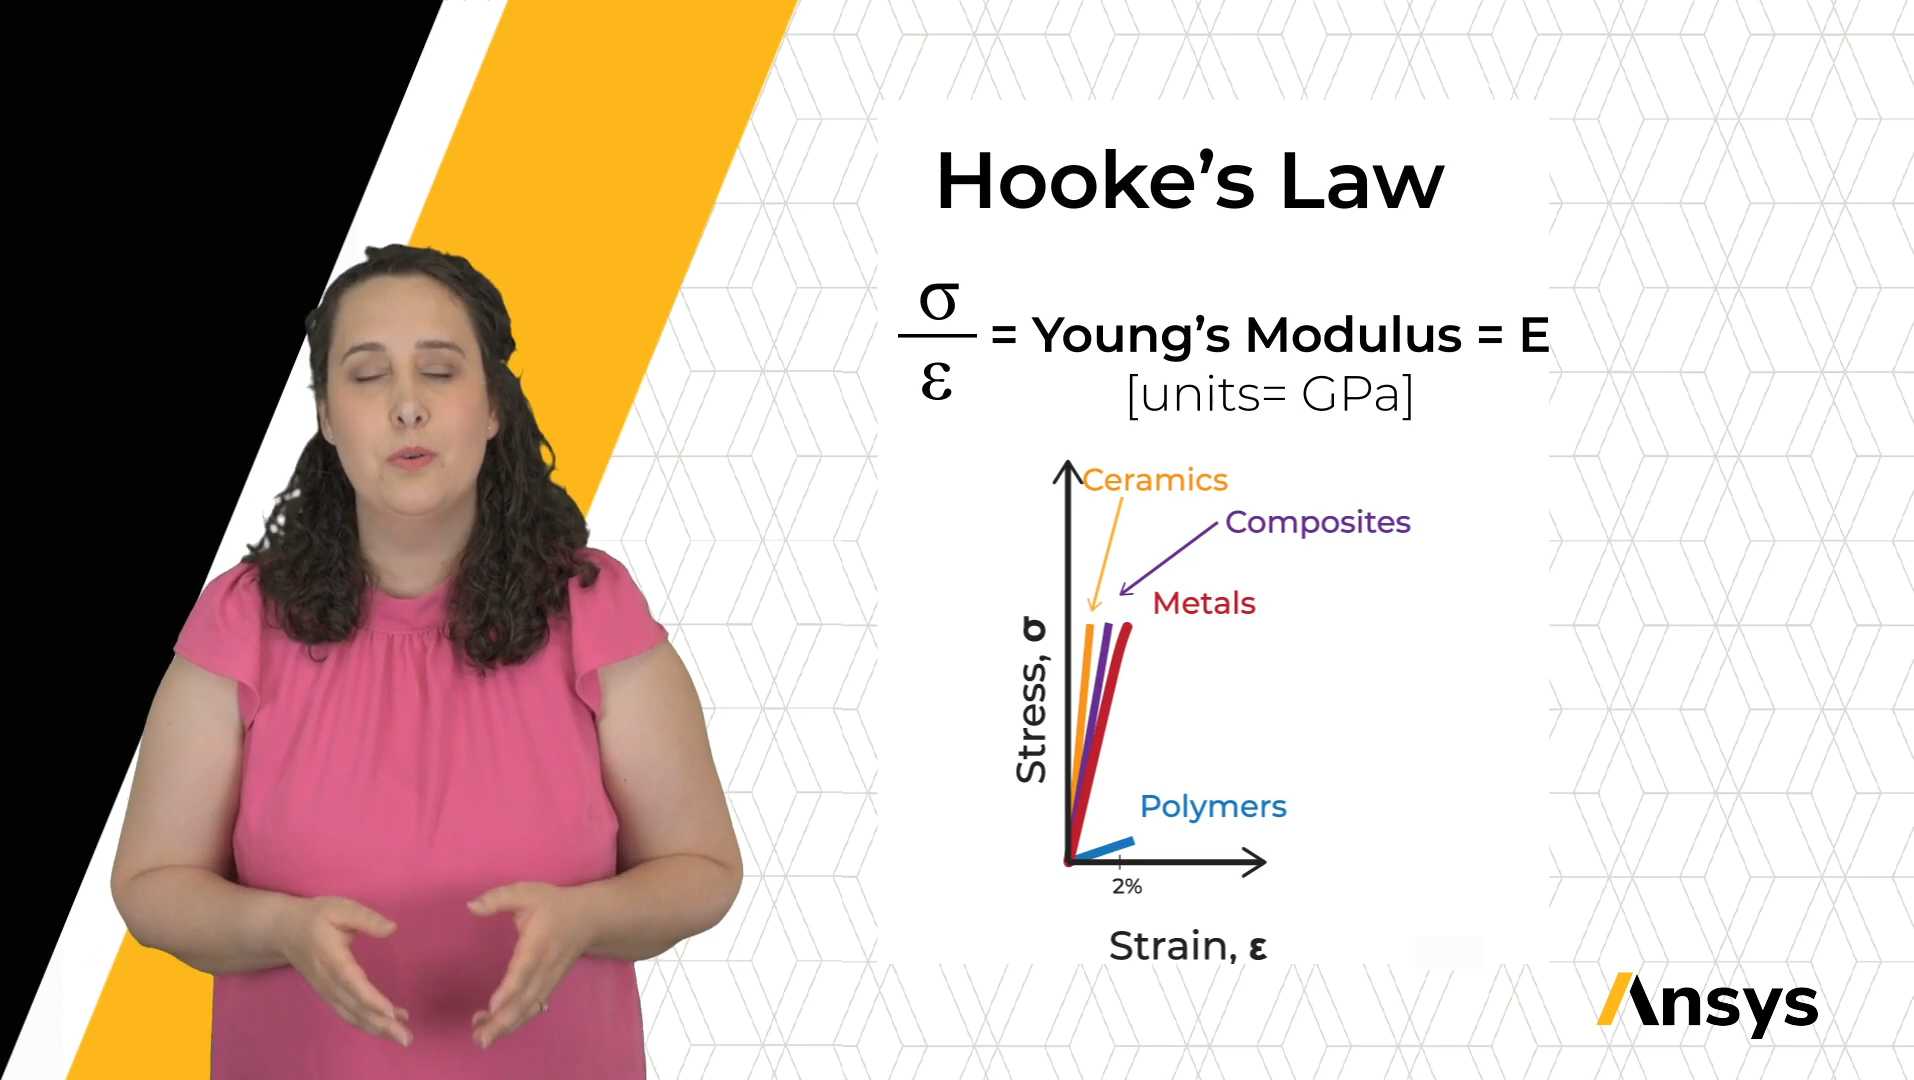 Hooke’s Law
σ
ε
= Young’s Modulus = E
[units= GPa]
Ceramics
Composites
Metals
Stress, σ
Polymers
2%
Strain, ε
Ansys